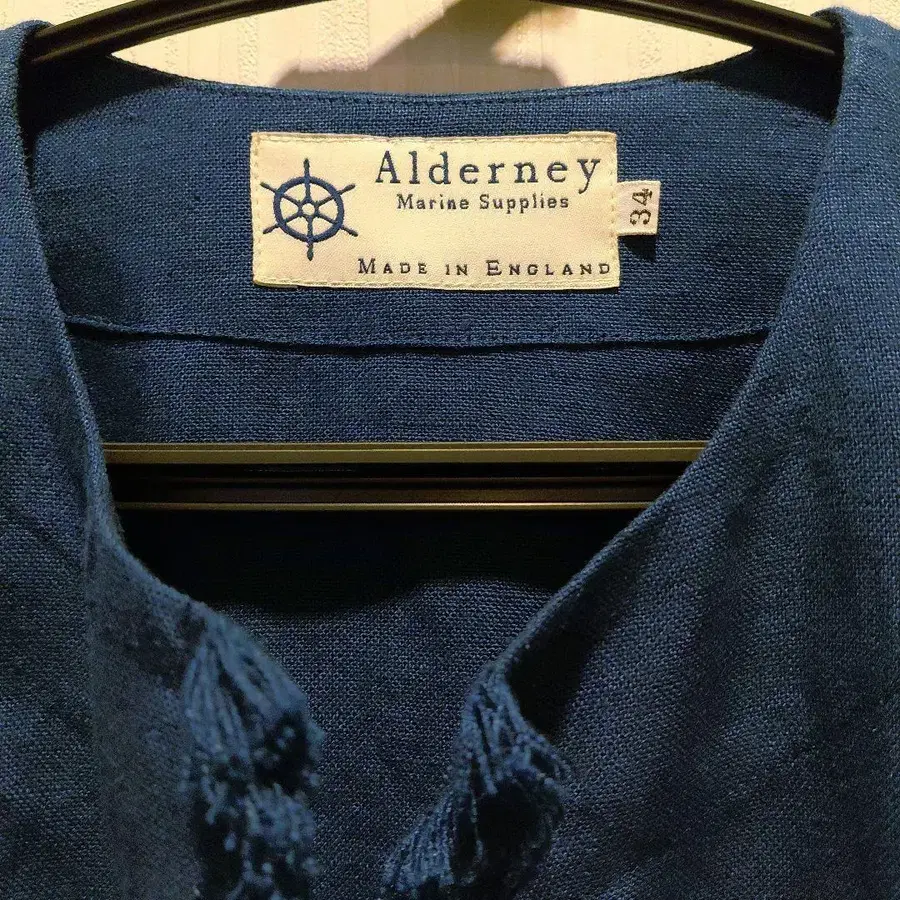 Alderney
Marine Supplies
MADE IN ENGLAND
34